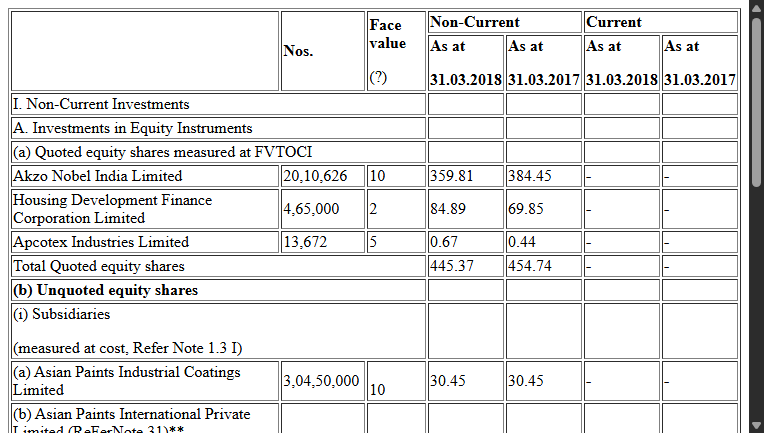 Nos. Face value (?) Non-Current Current
As at 31.03.2018 As at 31.03.2017 As at 31.03.2018 As at 31.03.2017
I. Non-Current Investments
A. Investments in Equity Instruments
(a) Quoted equity shares measured at FVTOCI
Akzo Nobel India Limited 20,10,626 10 359.81 384.45 - -
Housing Development Finance
Corporation Limited 4,65,000 2 84.89 69.85 - -
Apcotex Industries Limited 13,672 5 0.67 0.44 - -
Total Quoted equity shares 445.37 454.74 - -
(b) Unquoted equity shares
(i) Subsidiaries
(measured at cost, Refer Note 1.3 I)
(a) Asian Paints Industrial Coatings
Limited 3,04,50,000 10 30.45 30.45 - -
(b) Asian Paints International Private
Limited (ReFerNote 31)**